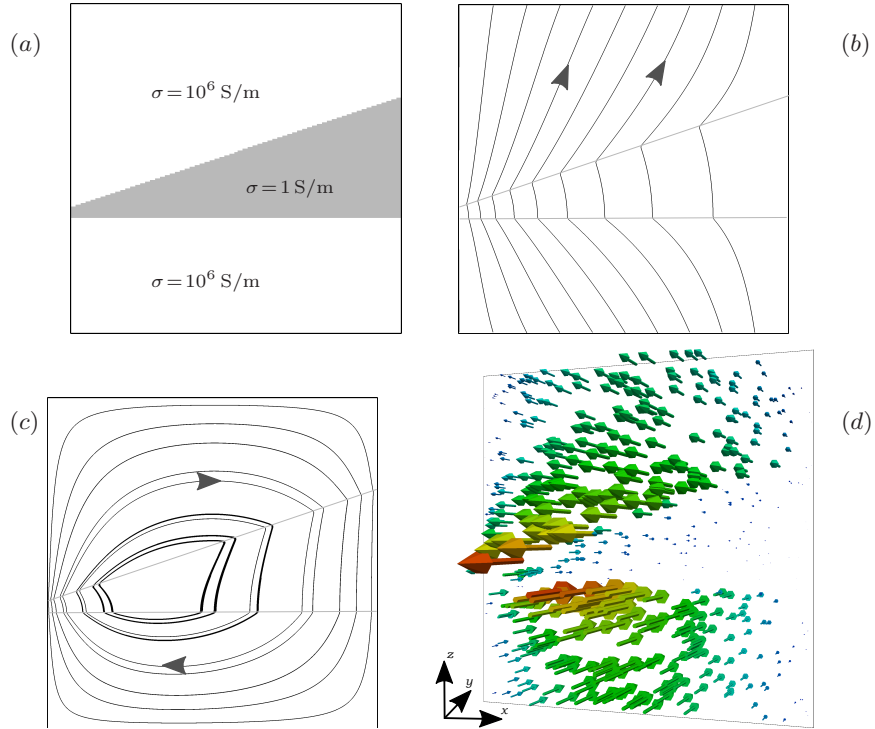 (a)
σ = 10⁶ S/m
σ = 1 S/m
σ = 10⁶ S/m
(b)
(c)
(d)
z
y
x